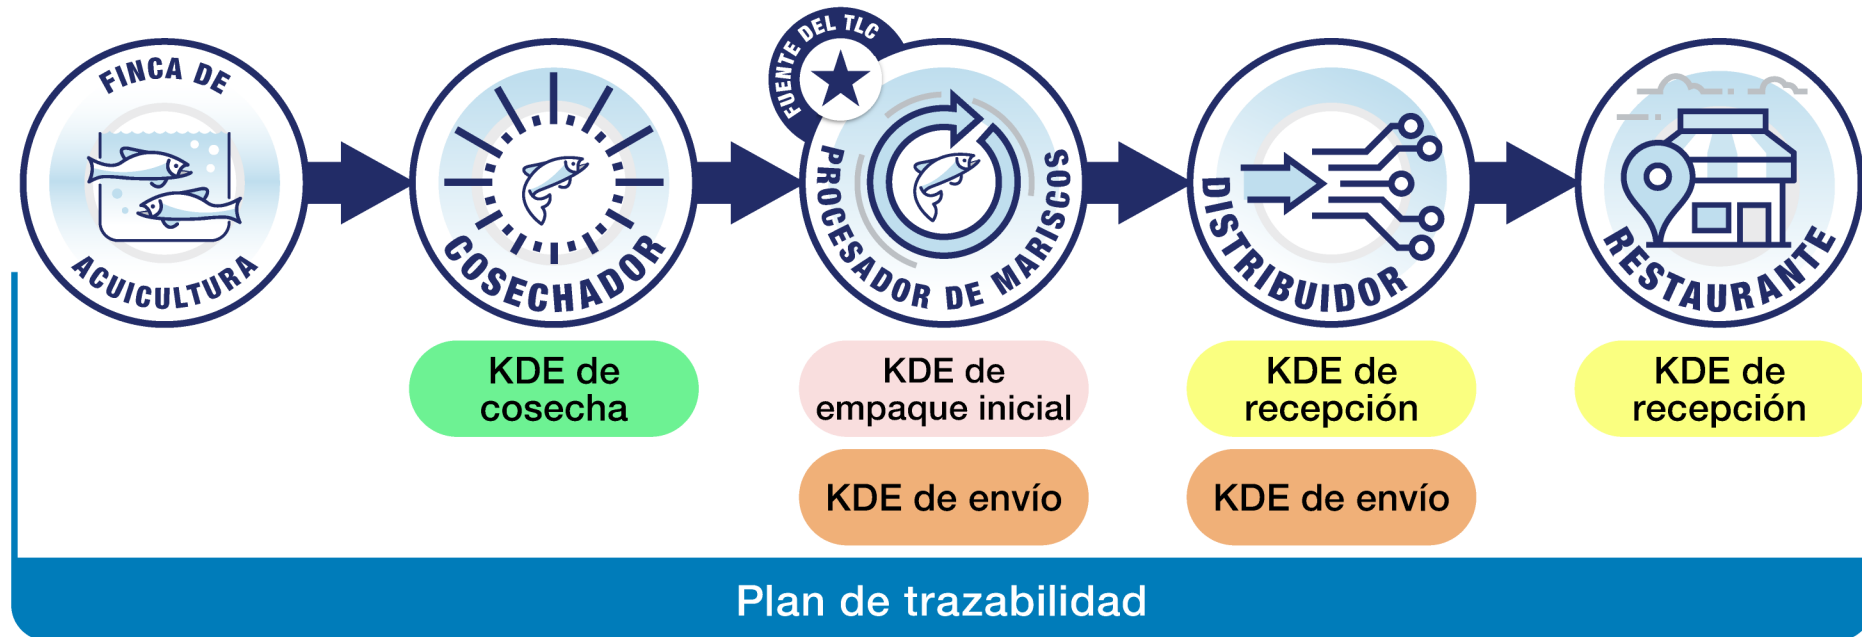 FINCA DE
ACUICULTURA
COSECHADOR
FUENTE DEL TLC
PROCESADOR DE MARISCOS
DISTRIBUIDOR
RESTAURANTE
KDE de
cosecha
KDE de
empaque inicial
KDE de envío
KDE de
recepción
KDE de envío
KDE de
recepción
Plan de trazabilidad